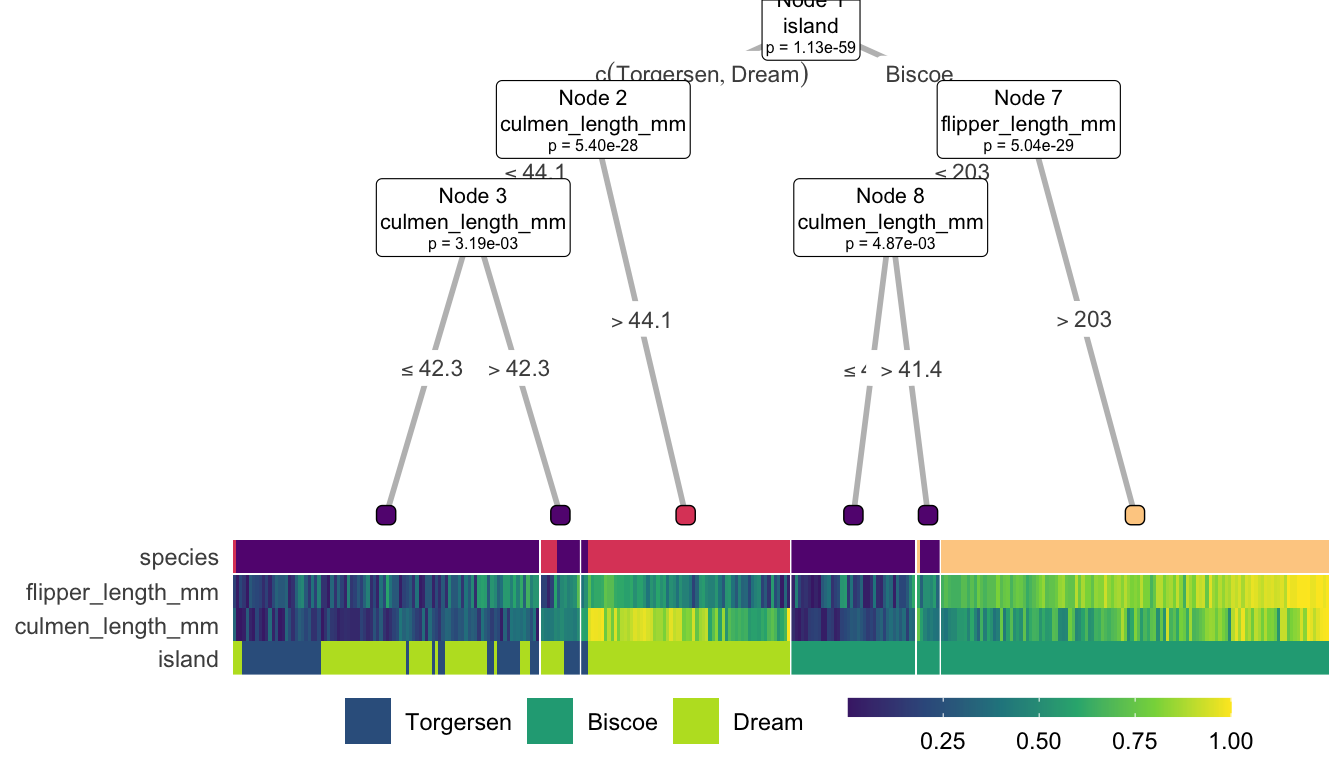 Node 1
island
p = 1.13e-59
c(Torgersen, Dream)
Biscoe
Node 2
culmen_length_mm
p = 5.40e-28
Node 7
flipper_length_mm
p = 5.04e-29
≤ 44.1
≤ 203
Node 3
culmen_length_mm
p = 3.19e-03
Node 8
culmen_length_mm
p = 4.87e-03
> 44.1
> 203
≤ 42.3
> 42.3
≤
> 41.4
species
flipper_length_mm
culmen_length_mm
island
Torgersen
Biscoe
Dream
0.25
0.50
0.75
1.00